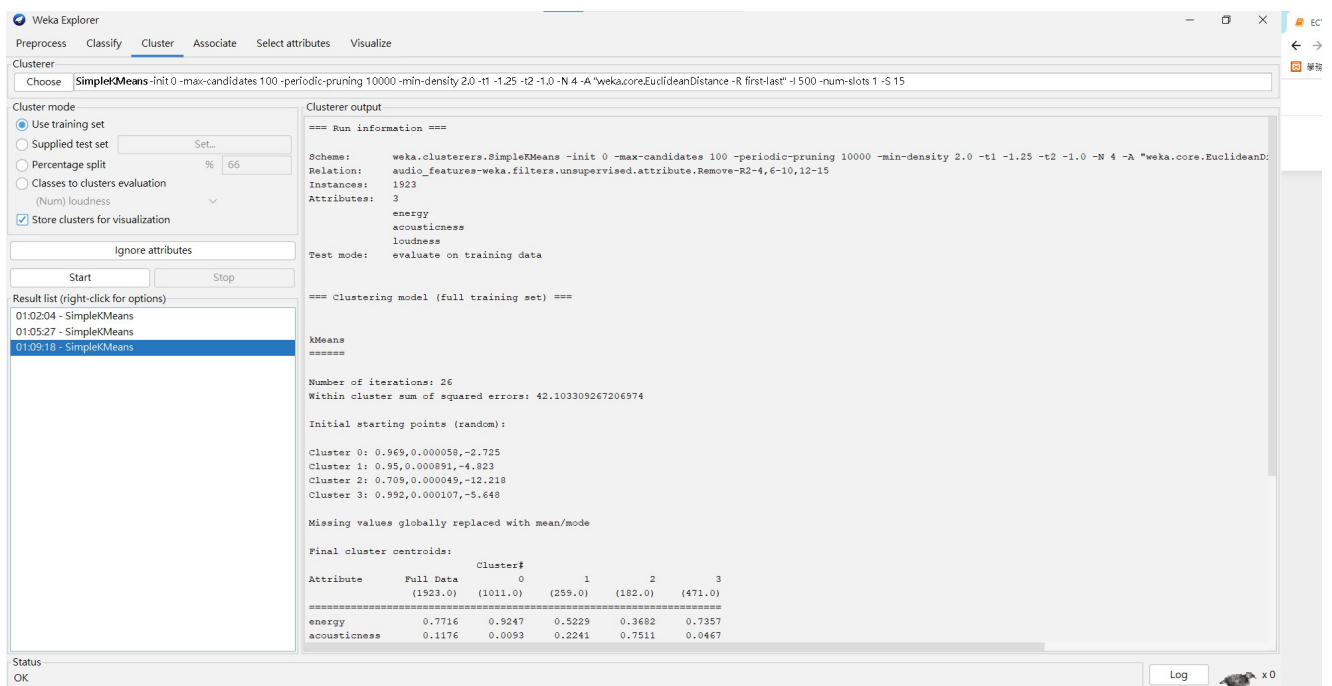 Weka Explorer
Preprocess Classify Cluster Associate Select attributes Visualize
Clusterer
Choose SimpleKMeans -init 0 -max-candidates 100 -periodic-pruning 10000 -min-density 2.0 -t1 -1.25 -t2 -1.0 -N 4 -A "weka.core.EuclideanDistance -R first-last" -I 500 -num-slots 1 -S 15
Cluster mode
Use training set
Supplied test set Set...
Percentage split % 66
Classes to clusters evaluation
(Num) loudness
Store clusters for visualization
Ignore attributes
Start Stop
Result list (right-click for options)
01:02:04 - SimpleKMeans
01:05:27 - SimpleKMeans
01:09:18 - SimpleKMeans
Clusterer output
=== Run information ===
Scheme: weka.clusterers.SimpleKMeans -init 0 -max-candidates 100 -periodic-pruning 10000 -min-density 2.0 -t1 -1.25 -t2 -1.0 -N 4 -A "weka.core.EuclideanD
Relation: audio_features-weka.filters.unsupervised.attribute.Remove-R2-4,6-10,12-15
Instances: 1923
Attributes: 3
energy
acousticness
loudness
Test mode: evaluate on training data
=== Clustering model (full training set) ===
kMeans
======
Number of iterations: 26
Within cluster sum of squared errors: 42.103309267206974
Initial starting points (random):
Cluster 0: 0.969,0.000058,-2.725
Cluster 1: 0.95,0.000891,-4.823
Cluster 2: 0.709,0.000049,-12.218
Cluster 3: 0.992,0.000107,-5.648
Missing values globally replaced with mean/mode
Final cluster centroids:
Cluster#
Attribute Full Data 0 1 2 3
(1923.0) (1011.0) (259.0) (182.0) (471.0)
======================================================================
energy 0.7716 0.9247 0.5229 0.3682 0.7357
acousticness 0.1176 0.0093 0.2241 0.7511 0.0467
Status
OK
Log x 0